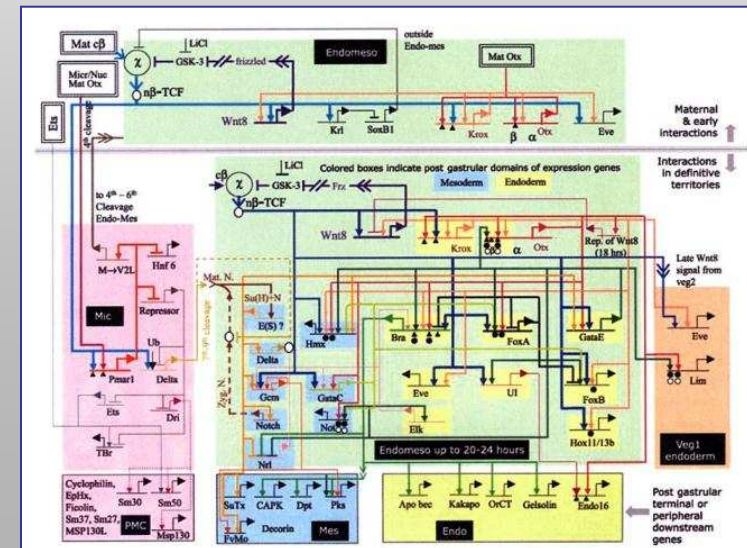 Mat cβ
LiCl
χ
GSK-3
frizzled
Endomeso
outside
Endo-mes
Mat Otx
Micr/Nuc
Mat Otx
nβ-TCF
Ets
4th cleavage
Wnt8
Krl
SoxB1
Krox
β
α
Otx
Eve
Maternal
& early
interactions
Interactions
in definitive
territories
LiCl
Colored boxes indicate post gastrular domains of expression genes
cβ
χ
GSK-3
Frz
Mesoderm
Endoderm
nβ-TCF
to 4th – 6th
Cleavage
Endo-Mes
Wnt8
Krox
α
Otx
Rep. of Wnt8
(18 hrs)
Late Wnt8
signal from
veg2
M→V2L
Hnf 6
Mat. N.
Su(H)+N
E(S) ?
Mic
Repressor
Ub
Pmar1
Delta
7th-9th cleavage
Delta
Hmx
Bra
FoxA
GataE
Eve
Lim
Ets
Dri
Zyg. N.
Gcm
GataC
Eve
UI
FoxB
Notch
Not
Elk
Hox11/13b
TBr
Nrl
Endomeso up to 20-24 hours
Veg1
endoderm
Cyclophilin,
EpHx,
Ficolin,
Sm37, Sm27,
MSP130L
Sm30
Sm50
PMC
Msp130
SuTx
CAPK
Dpt
Pks
Decorin
FvMo
Mes
Apo bec
Kakapo
OrCT
Gelsolin
Endo16
Endo
Post gastrular
terminal or
peripheral
downstream
genes